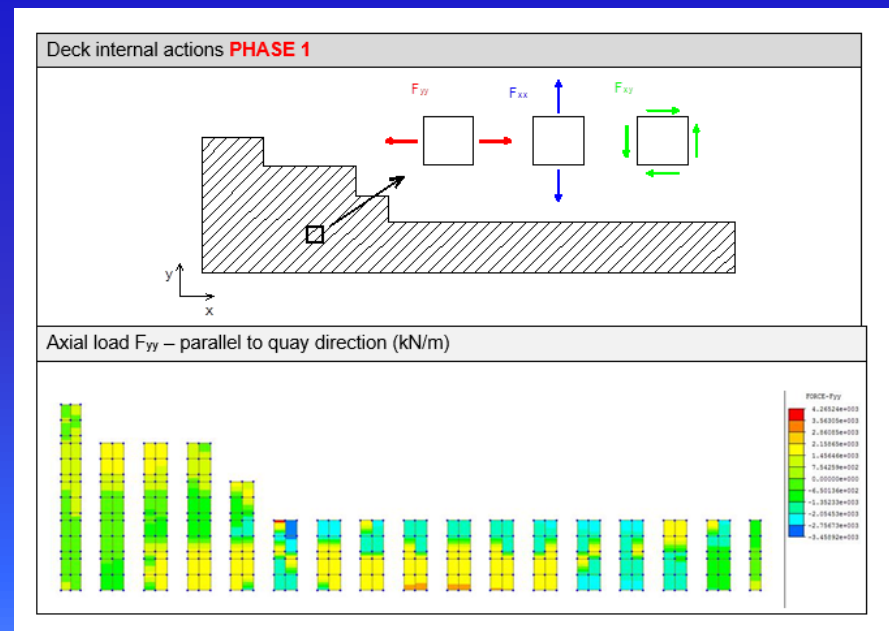 Deck internal actions PHASE 1
Fyy
Fxx
Fxy
y
x
Axial load Fyy – parallel to quay direction (kN/m)
FORCE-Fyy
4.26524e+003
3.56305e+003
2.86085e+003
2.15865e+003
1.45646e+003
7.54259e+002
0.00000e+000
-6.50136e+002
-1.35233e+003
-2.05453e+003
-2.75673e+003
-3.45892e+003